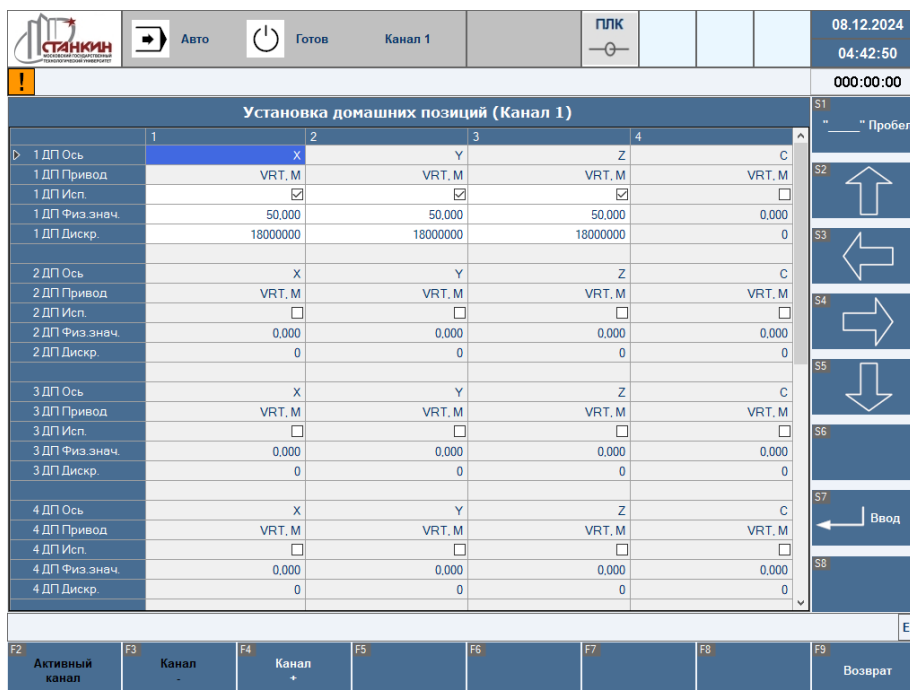 СТАНКИН
МОСКОВСКИЙ ГОСУДАРСТВЕННЫЙ
ТЕХНОЛОГИЧЕСКИЙ УНИВЕРСИТЕТ
Авто
Готов
Канал 1
ПЛК
08.12.2024
04:42:50
!
000:00:00
Установка домашних позиций (Канал 1)
1 2 3 4
1 ДП Ось X Y Z C
1 ДП Привод VRT, M VRT, M VRT, M VRT, M
1 ДП Исп.
1 ДП Физ.знач. 50,000 50,000 50,000 0,000
1 ДП Дискр. 18000000 18000000 18000000 0
2 ДП Ось X Y Z C
2 ДП Привод VRT, M VRT, M VRT, M VRT, M
2 ДП Исп.
2 ДП Физ.знач. 0,000 0,000 0,000 0,000
2 ДП Дискр. 0 0 0 0
3 ДП Ось X Y Z C
3 ДП Привод VRT, M VRT, M VRT, M VRT, M
3 ДП Исп.
3 ДП Физ.знач. 0,000 0,000 0,000 0,000
3 ДП Дискр. 0 0 0 0
4 ДП Ось X Y Z C
4 ДП Привод VRT, M VRT, M VRT, M VRT, M
4 ДП Исп.
4 ДП Физ.знач. 0,000 0,000 0,000 0,000
4 ДП Дискр. 0 0 0 0
S1
"_____" Пробел
S2
S3
S4
S5
S6
S7
Ввод
S8
E
F2
Активный
канал
F3
Канал
-
F4
Канал
+
F5
F6
F7
F8
F9
Возврат